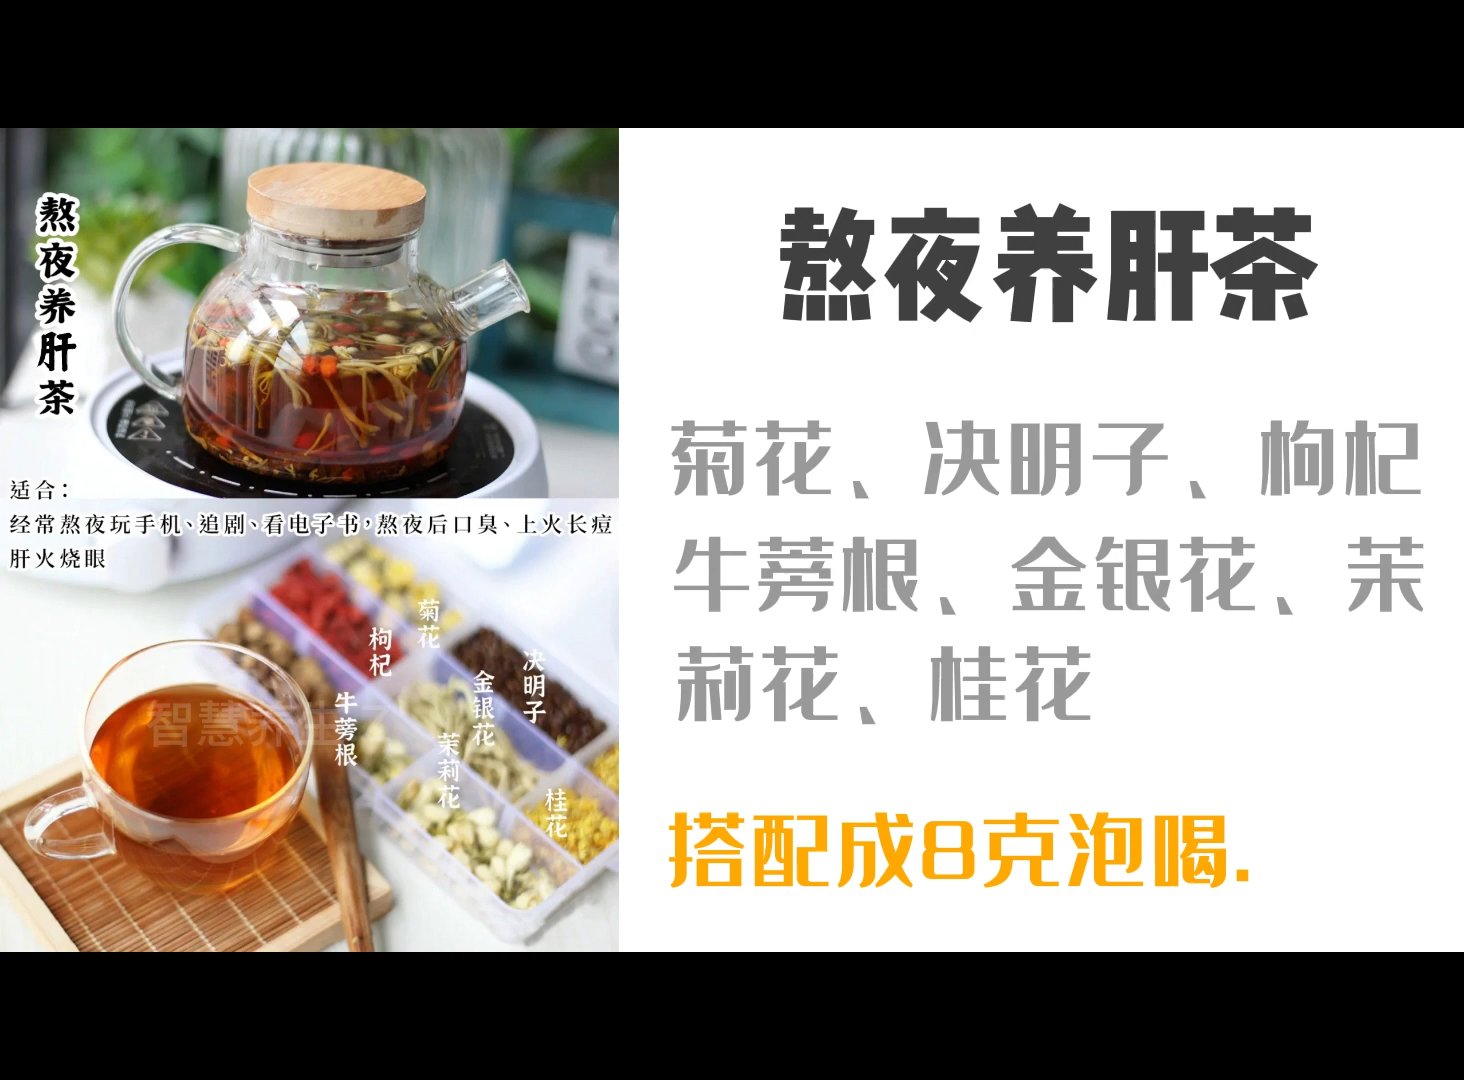 熬夜养肝茶
适合：
经常熬夜玩手机、追剧、看电子书，熬夜后口臭、上火长痘
肝火烧眼
菊花
枸杞
决明子
金银花
牛蒡根
茉莉花
桂花
智慧养生
熬夜养肝茶
菊花、决明子、枸杞
牛蒡根、金银花、茉
莉花、桂花
搭配成8克泡喝.